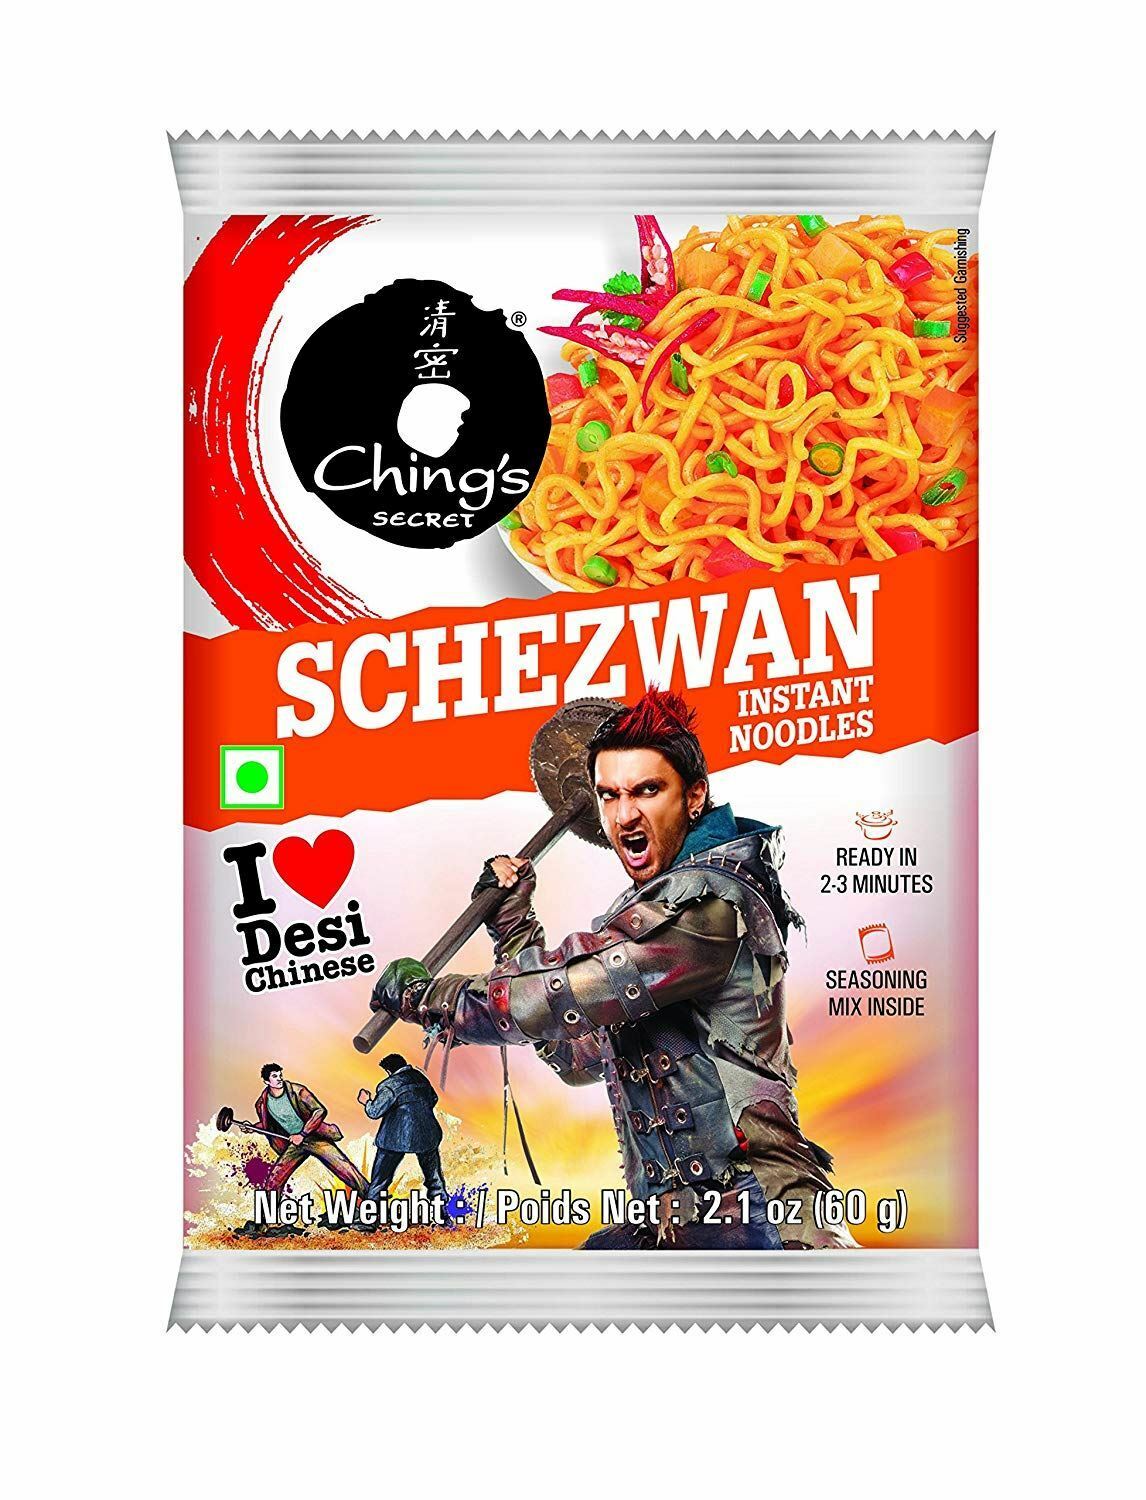 清
密
®
Ching's
SECRET
Suggested Garnishing
SCHEZWAN
INSTANT
NOODLES
I
Desi
Chinese
READY IN
2-3 MINUTES
SEASONING
MIX INSIDE
Net Weight : / Poids Net : 2.1 oz (60 g)